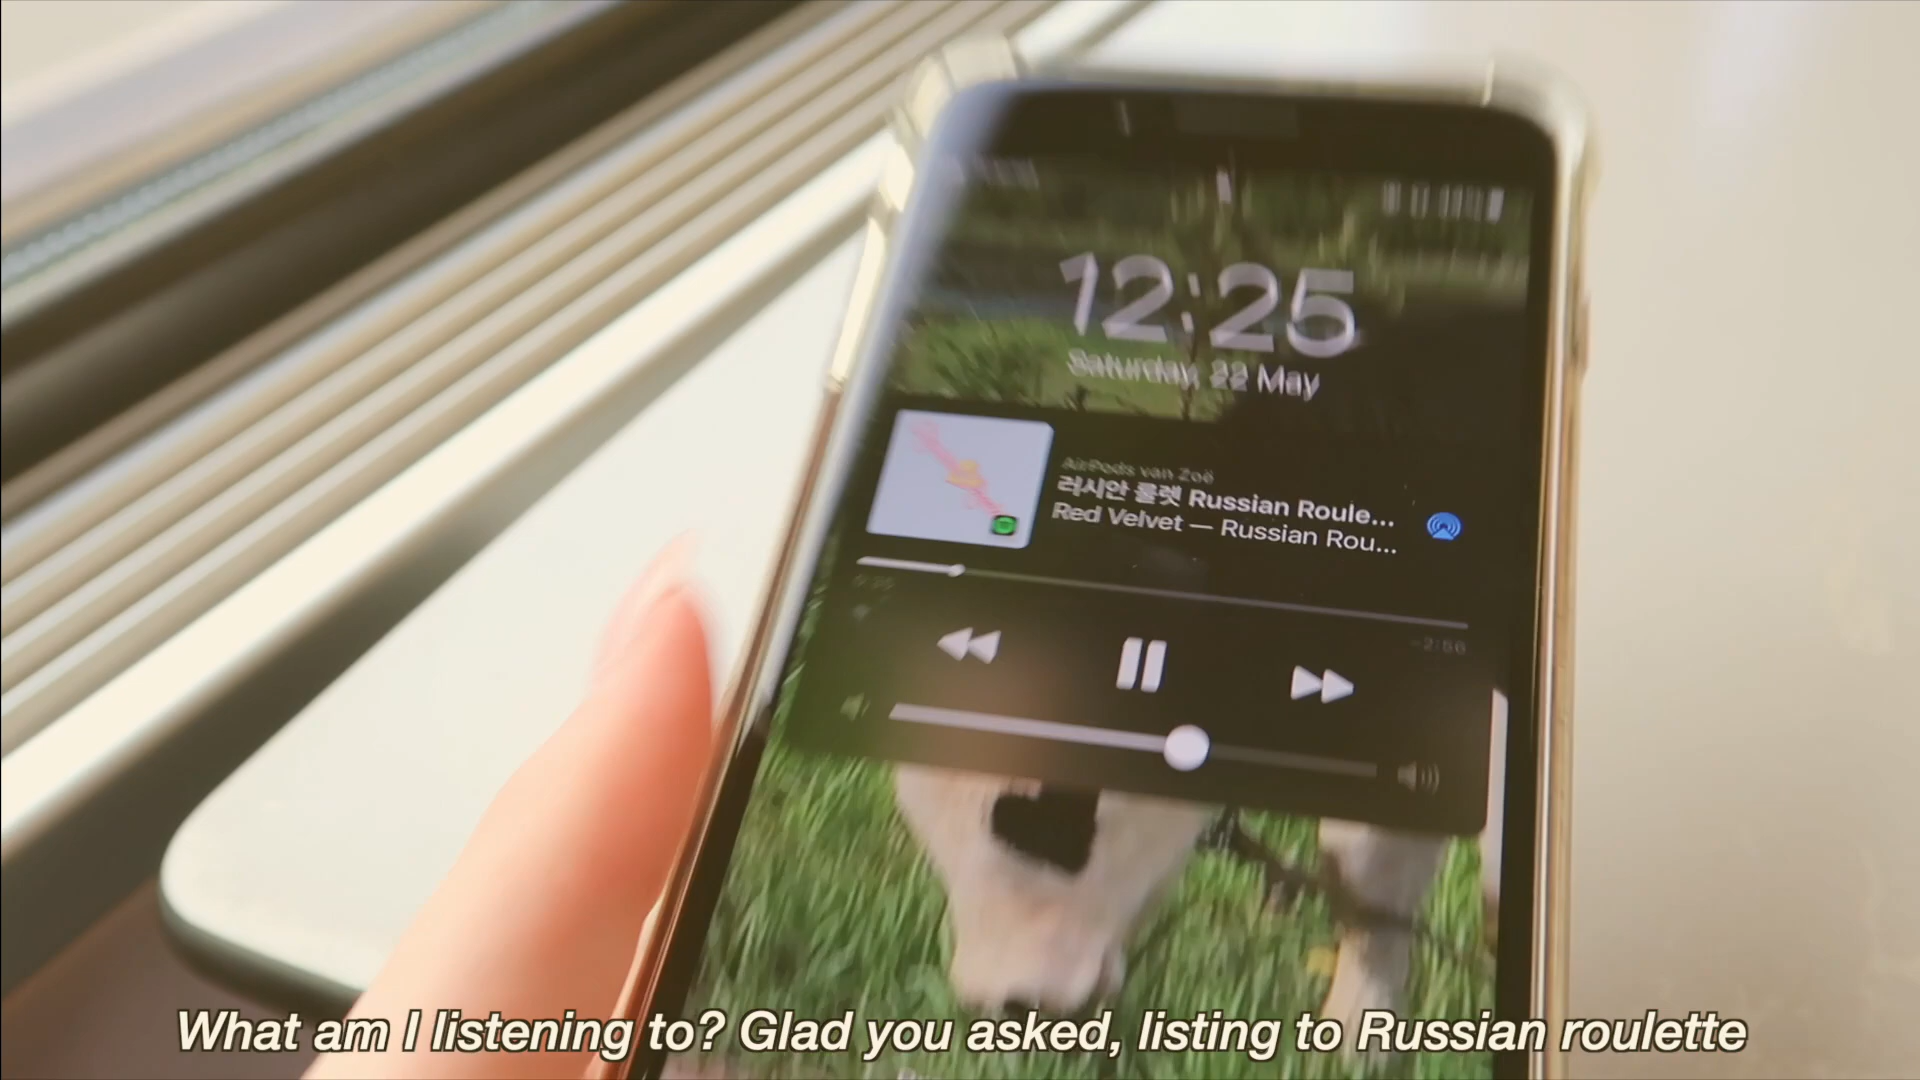 12:25
Saturday, 22 May
AirPods van Zoë
러시안 룰렛 Russian Roule...
Red Velvet — Russian Rou...
-2:56
What am I listening to? Glad you asked, listing to Russian roulette